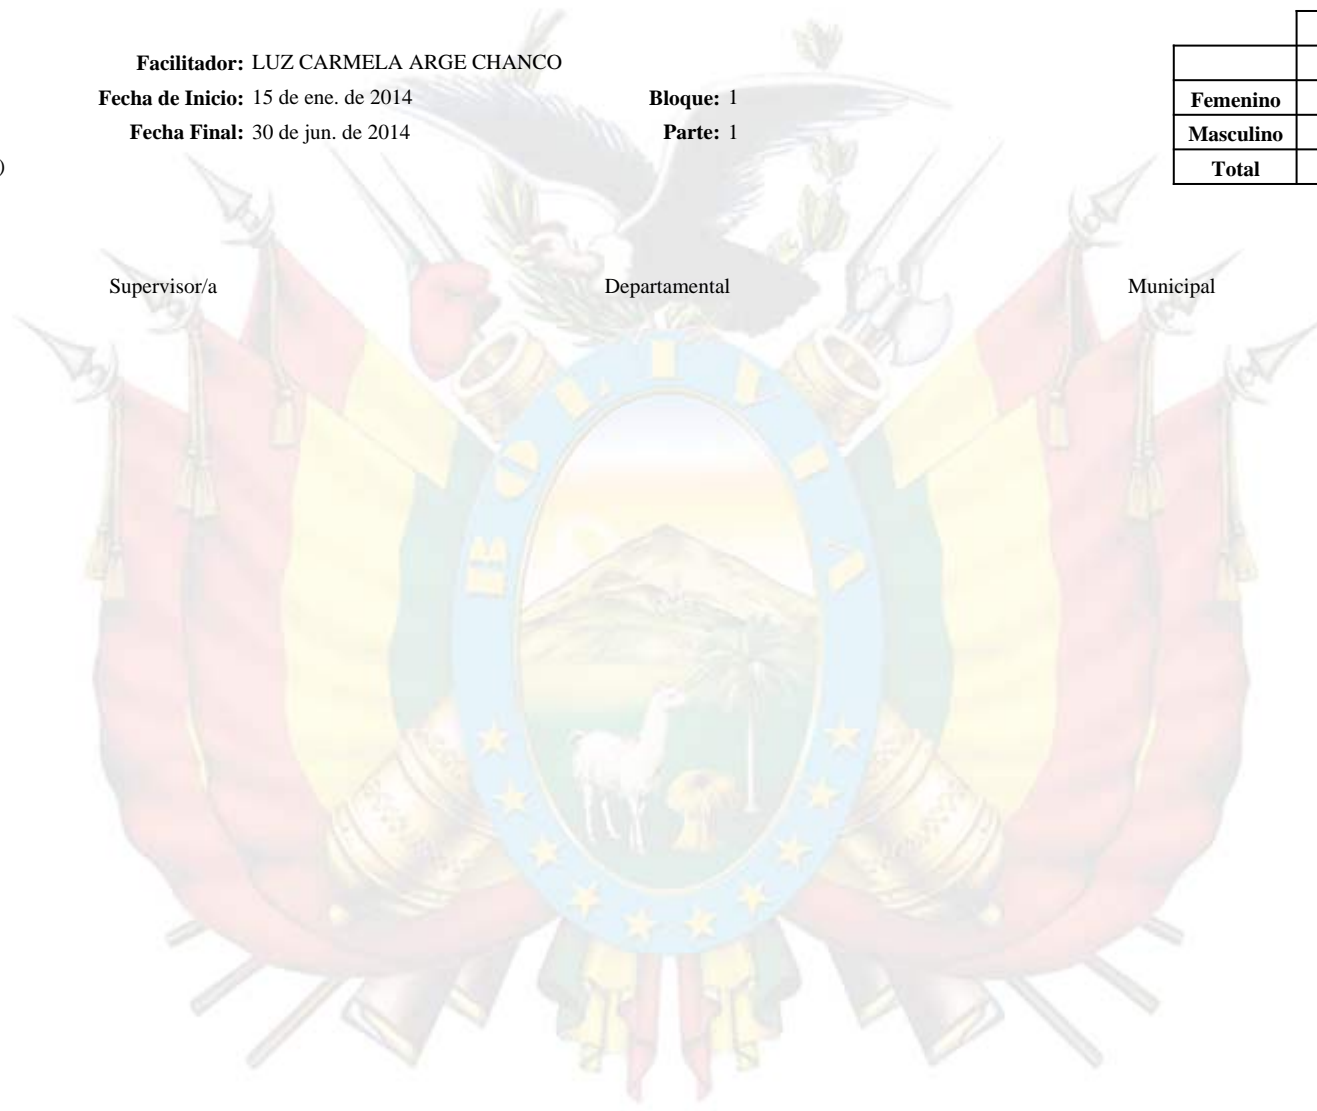 Facilitador: LUZ CARMELA ARGE CHANCO
Fecha de Inicio: 15 de ene. de 2014 Bloque: 1
Femenino
Fecha Final: 30 de jun. de 2014 Parte: 1
Masculino
)
Total
Supervisor/a Departamental Municipal
BOLIVIA